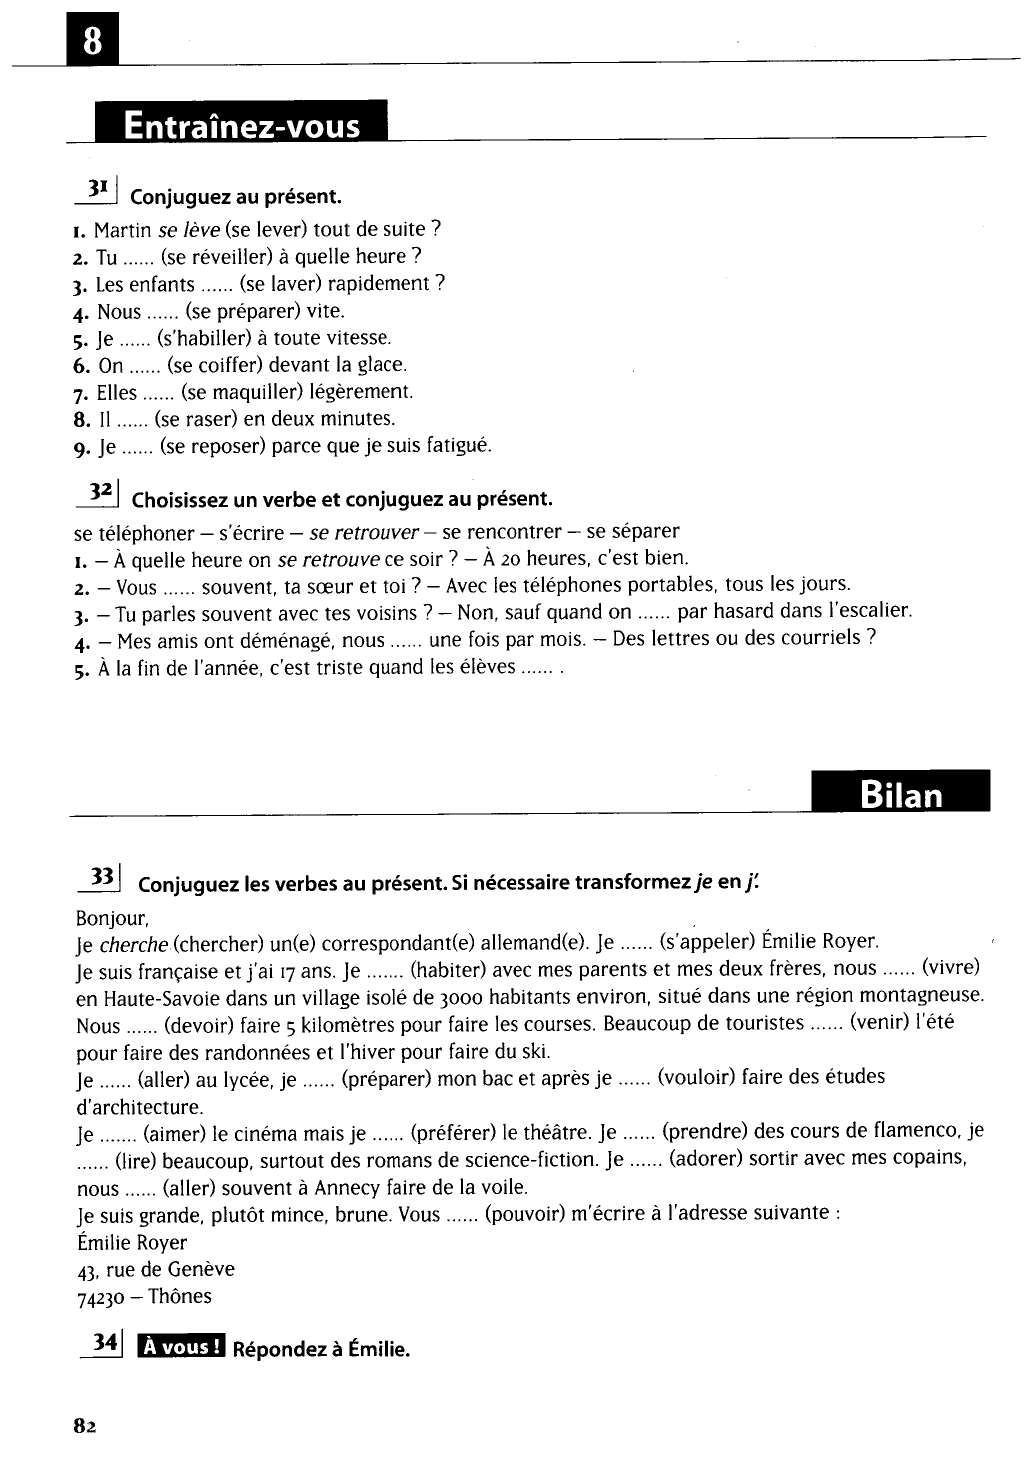 8
Entraînez-vous
31 Conjuguez au présent.
1. Martin se lève (se lever) tout de suite ?
2. Tu ...... (se réveiller) à quelle heure ?
3. Les enfants ...... (se laver) rapidement ?
4. Nous ...... (se préparer) vite.
5. Je ...... (s'habiller) à toute vitesse.
6. On ...... (se coiffer) devant la glace.
7. Elles ...... (se maquiller) légèrement.
8. Il ...... (se raser) en deux minutes.
9. Je ...... (se reposer) parce que je suis fatigué.
32 Choisissez un verbe et conjuguez au présent.
se téléphoner – s'écrire – se retrouver – se rencontrer – se séparer
1. – À quelle heure on se retrouve ce soir ? – À 20 heures, c'est bien.
2. – Vous ...... souvent, ta sœur et toi ? – Avec les téléphones portables, tous les jours.
3. – Tu parles souvent avec tes voisins ? – Non, sauf quand on ...... par hasard dans l'escalier.
4. – Mes amis ont déménagé, nous ...... une fois par mois. – Des lettres ou des courriels ?
5. À la fin de l'année, c'est triste quand les élèves ...... .
Bilan
33 Conjuguez les verbes au présent. Si nécessaire transformez je en j'.
Bonjour,
Je cherche (chercher) un(e) correspondant(e) allemand(e). Je ...... (s'appeler) Émilie Royer.
Je suis française et j'ai 17 ans. Je ....... (habiter) avec mes parents et mes deux frères, nous ...... (vivre)
en Haute-Savoie dans un village isolé de 3000 habitants environ, situé dans une région montagneuse.
Nous ...... (devoir) faire 5 kilomètres pour faire les courses. Beaucoup de touristes ...... (venir) l'été
pour faire des randonnées et l'hiver pour faire du ski.
Je ...... (aller) au lycée, je ...... (préparer) mon bac et après je ...... (vouloir) faire des études
d'architecture.
Je ....... (aimer) le cinéma mais je ...... (préférer) le théâtre. Je ...... (prendre) des cours de flamenco, je
...... (lire) beaucoup, surtout des romans de science-fiction. Je ...... (adorer) sortir avec mes copains,
nous ...... (aller) souvent à Annecy faire de la voile.
Je suis grande, plutôt mince, brune. Vous ...... (pouvoir) m'écrire à l'adresse suivante :
Émilie Royer
43, rue de Genève
74230 – Thônes
34 À vous ! Répondez à Émilie.
82